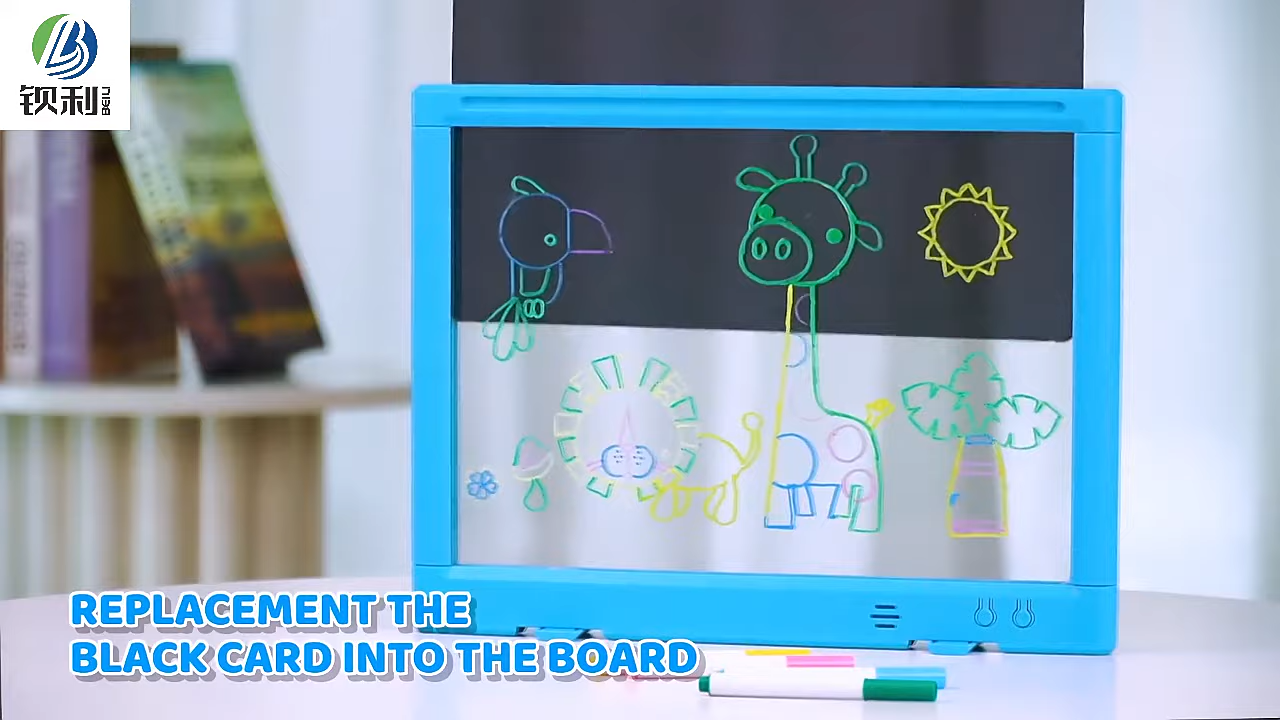 钡利 BEILI
REPLACEMENT THE
BLACK CARD INTO THE BOARD